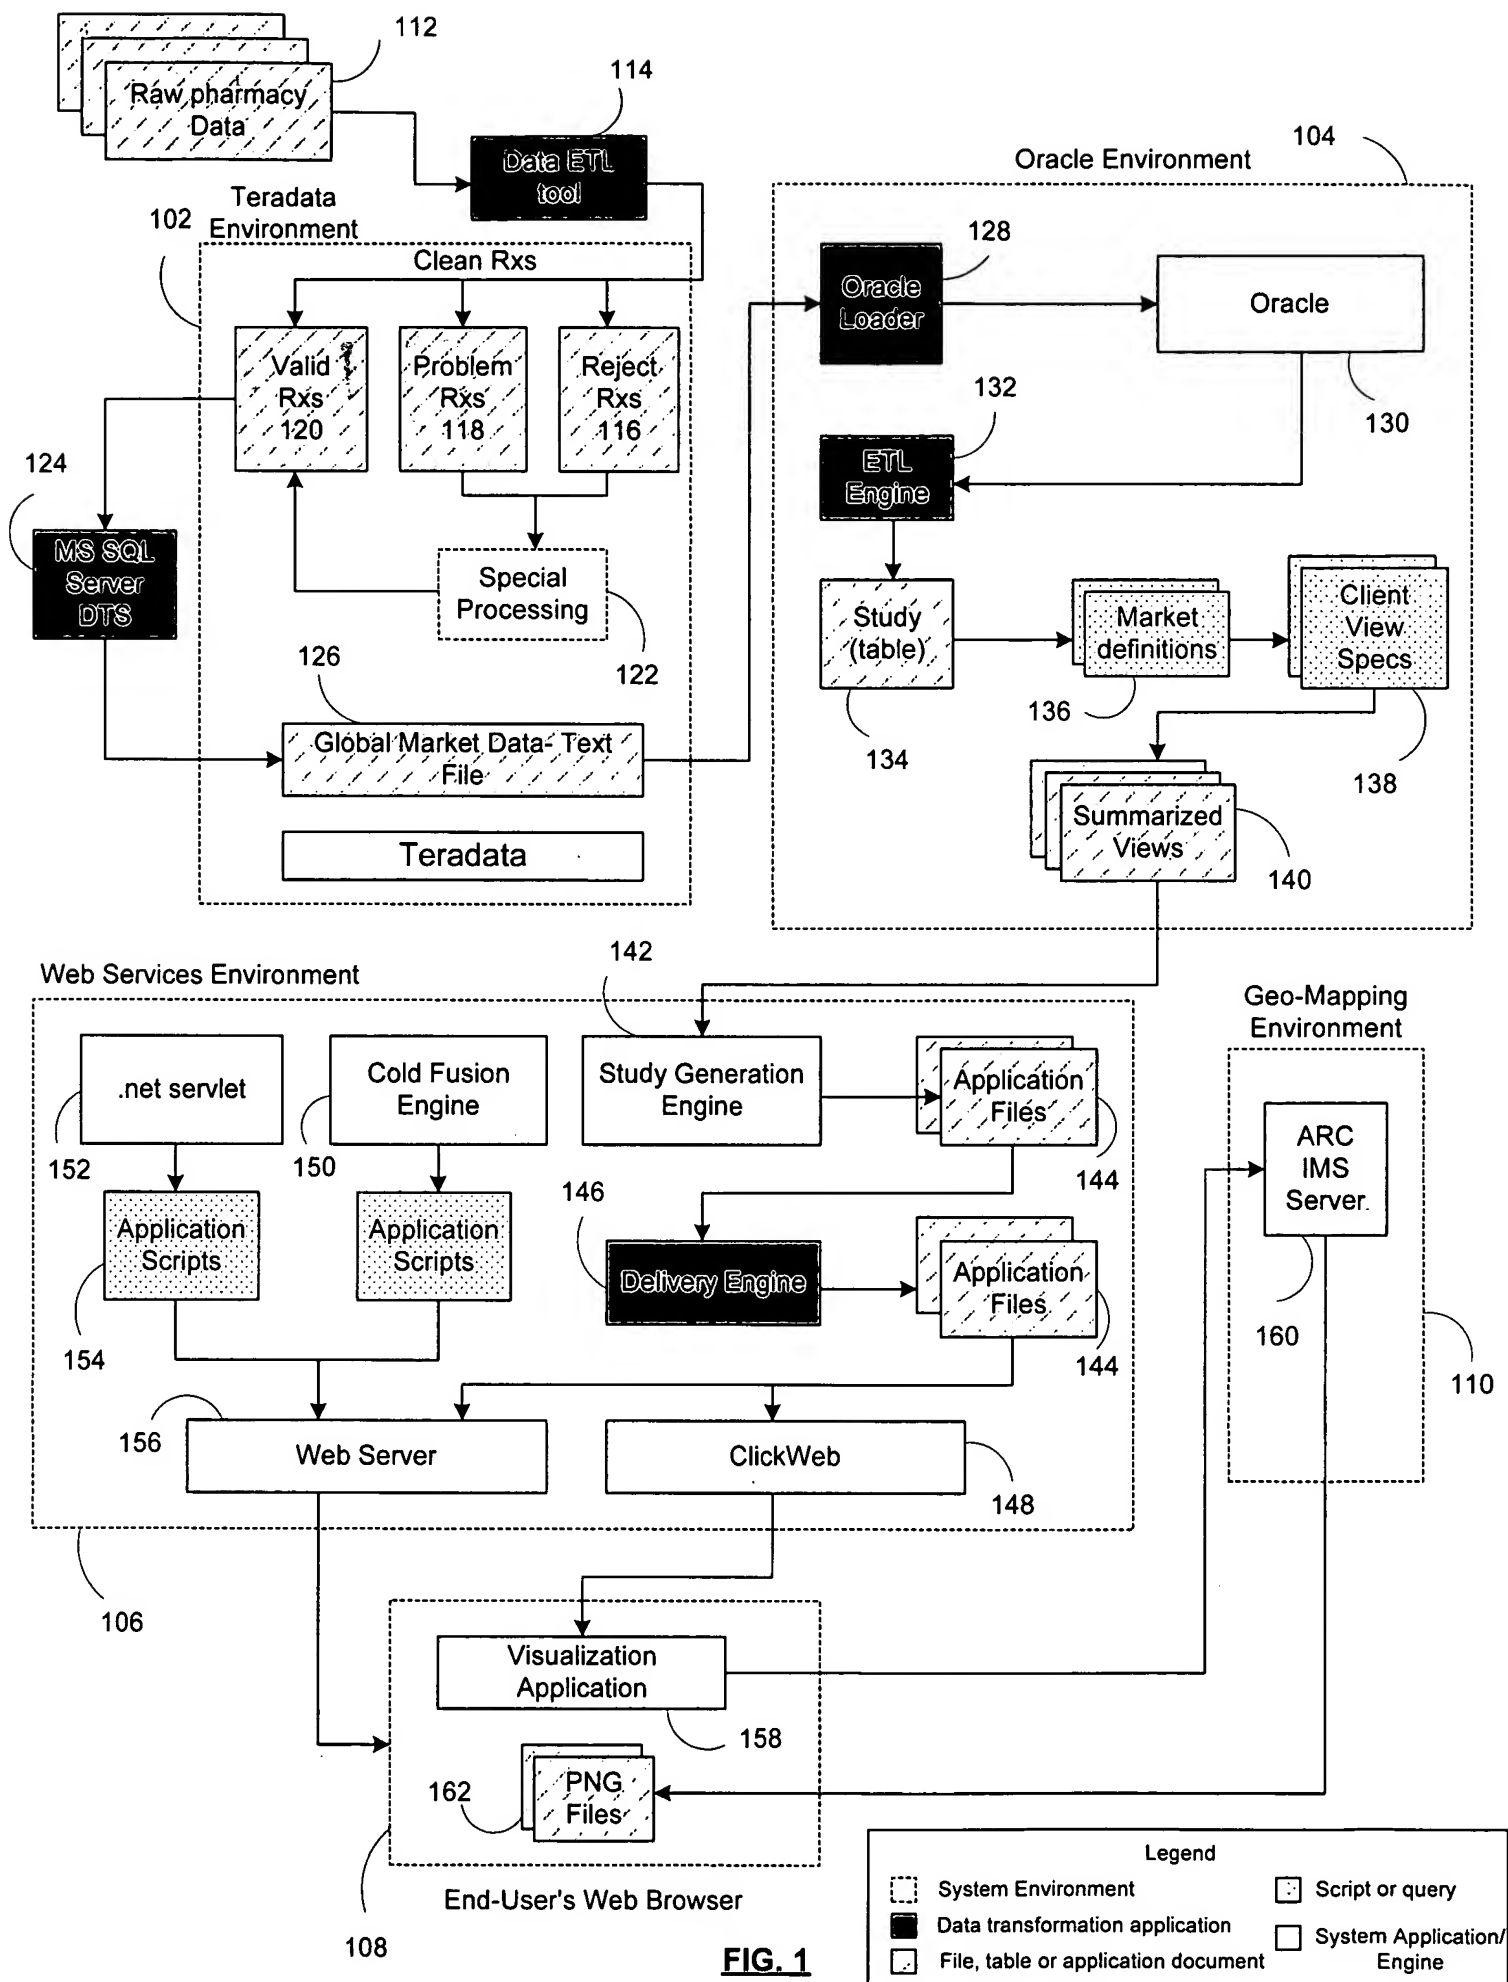 112
Raw pharmacy
Data
114
Data ETL
tool
Oracle Environment
104
Teradata
Environment
102
Clean Rxs
Valid
Rxs
120
Problem
Rxs
118
Reject
Rxs
116
Special
Processing
122
124
MS SQL
Server
DTS
126
Global Market Data- Text
File
Teradata
Oracle
Loader
128
Oracle
130
ETL
Engine
132
Study
(table)
134
Market
definitions
136
Client
View
Specs
138
Summarized
Views
140
Web Services Environment
142
.net servlet
152
Cold Fusion
Engine
150
Study Generation
Engine
Application
Files
144
Application
Scripts
154
Application
Scripts
146
Delivery Engine
Application
Files
144
156
Web Server
ClickWeb
148
106
Geo-Mapping
Environment
ARC
IMS
Server
160
110
Visualization
Application
158
162
PNG
Files
End-User's Web Browser
108
FIG. 1
Legend
System Environment
Data transformation application
File, table or application document
Script or query
System Application/
Engine